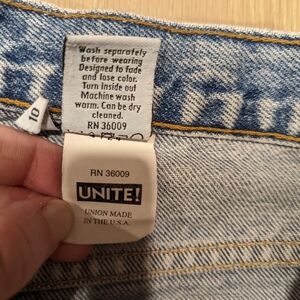 Wash separately
before wearing
Designed to fade
and lose color.
Turn Inside out
Machine wash
warm. Can be dry
cleaned.
RN 36009
10
RN 36009
UNITE!
UNION MADE
IN THE U.S.A.